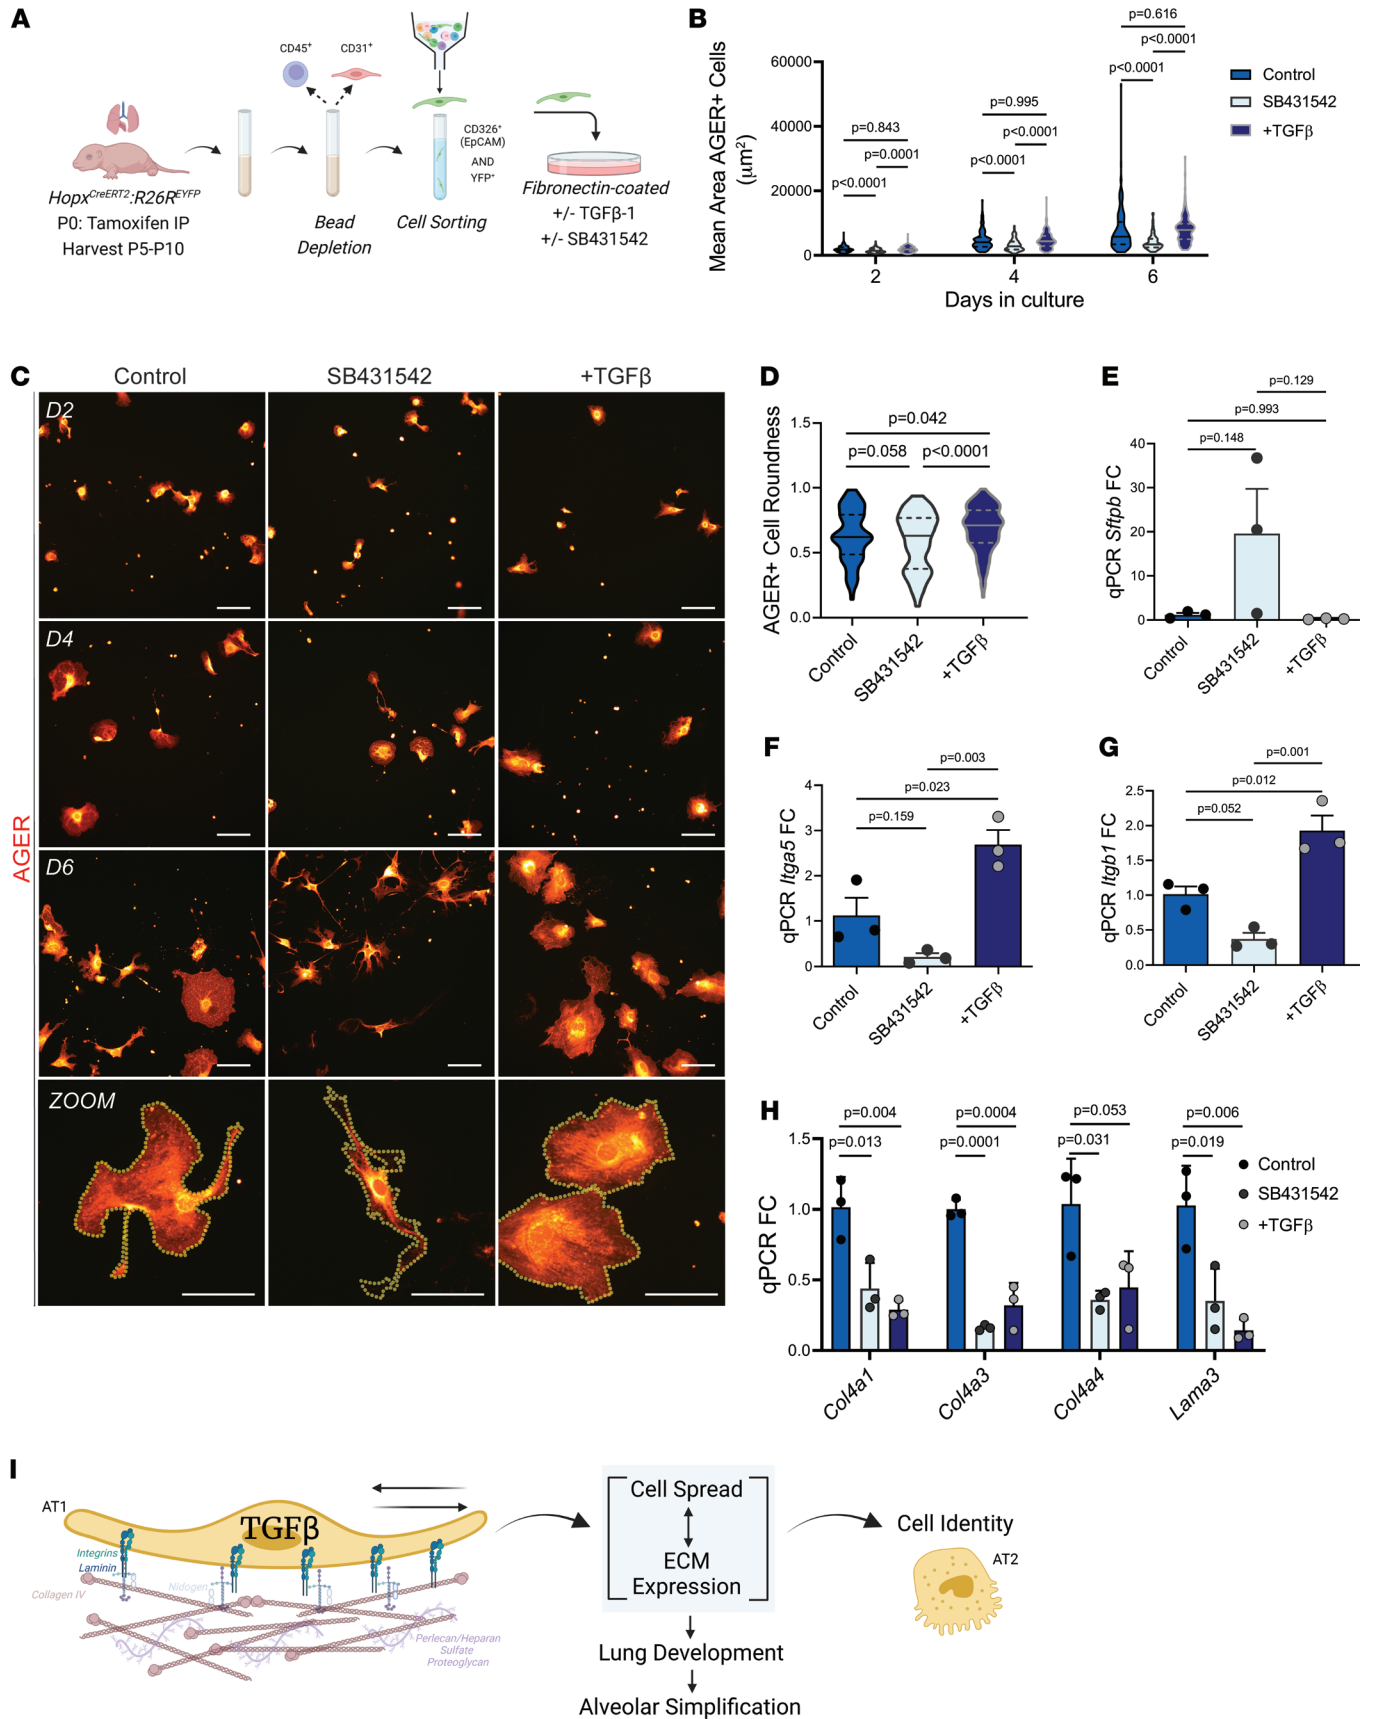 A
CD45+
CD31+
CD326+
(EpCAM)
AND
YFP+
HopxCreERT2:R26REYFP
P0: Tamoxifen IP
Harvest P5-P10
Bead
Depletion
Cell Sorting
Fibronectin-coated
+/- TGFβ-1
+/- SB431542
B
Mean Area AGER+ Cells
(μm2)
60000
40000
20000
0
p<0.0001
p=0.0001
p=0.843
p<0.0001
p<0.0001
p=0.995
p<0.0001
p<0.0001
p=0.616
2
4
6
Days in culture
Control
SB431542
+TGFβ
C
Control
SB431542
+TGFβ
AGER
D2
D4
D6
ZOOM
D
AGER+ Cell Roundness
1.5
1.0
0.5
0.0
p=0.042
p=0.058
p<0.0001
Control
SB431542
+TGFβ
E
qPCR Sftpb FC
40
30
20
10
0
p=0.129
p=0.993
p=0.148
Control
SB431542
+TGFβ
F
qPCR Itga5 FC
4
3
2
1
0
p=0.003
p=0.023
p=0.159
Control
SB431542
+TGFβ
G
qPCR Itgb1 FC
2.5
2.0
1.5
1.0
0.5
0.0
p=0.001
p=0.012
p=0.052
Control
SB431542
+TGFβ
H
qPCR FC
1.5
1.0
0.5
0.0
p=0.004
p=0.013
p=0.0004
p=0.0001
p=0.053
p=0.031
p=0.006
p=0.019
Col4a1
Col4a3
Col4a4
Lama3
Control
SB431542
+TGFβ
I
AT1
TGFβ
Integrins
Laminin
Nidogen
Collagen IV
Perlecan/Heparan
Sulfate
Proteoglycan
Cell Spread
ECM
Expression
Lung Development
Alveolar Simplification
Cell Identity
AT2